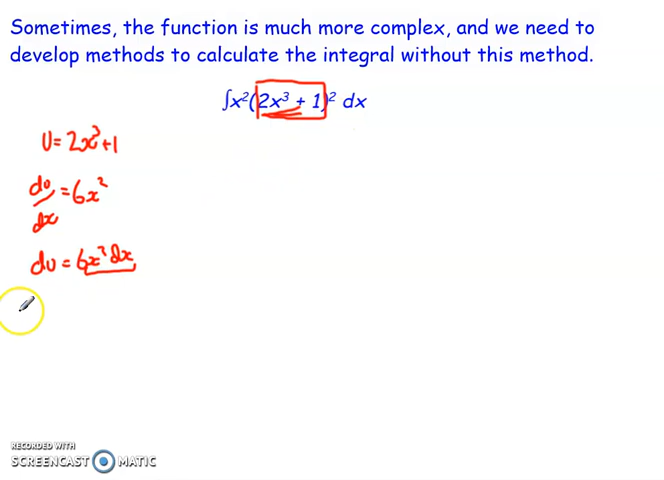 Sometimes, the function is much more complex, and we need to
develop methods to calculate the integral without this method.
∫x²(2x³ + 1)² dx
U = 2x³+1
du/dx = 6x²
du = 6x² dx
RECORDED WITH
SCREENCAST MATIC